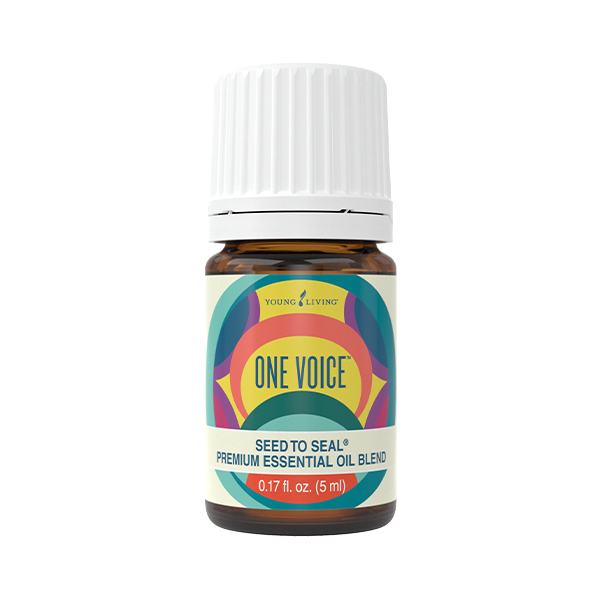 YOUNG LIVING
ONE VOICE™
SEED TO SEAL®
PREMIUM ESSENTIAL OIL BLEND
0.17 fl. oz. (5 ml)